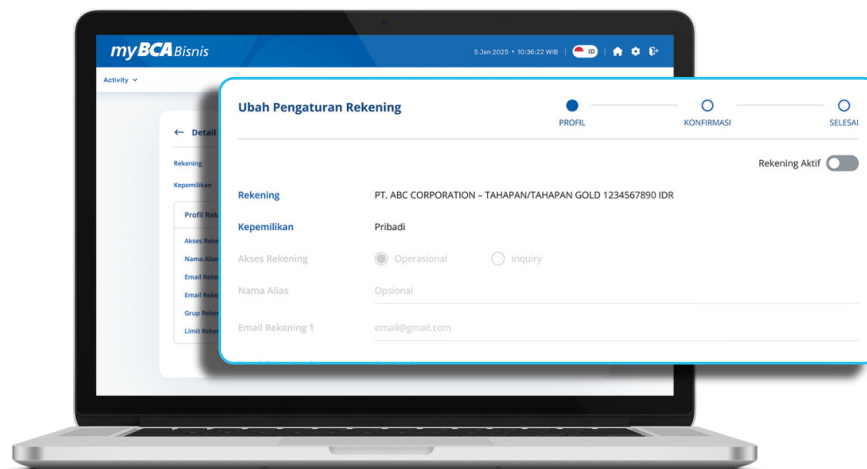 myBCA Bisnis
5 Jan 2025 • 10:36:22 WIB | ID
Activity
← Detail
Rekening
Kepemilikan
Profil Rek
Akses Reke
Nama Alias
Email Reke
Email Reke
Grup Reke
Limit Reke
Ubah Pengaturan Rekening
PROFIL
KONFIRMASI
SELESAI
Rekening Aktif
Rekening PT. ABC CORPORATION – TAHAPAN/TAHAPAN GOLD 1234567890 IDR
Kepemilikan Pribadi
Akses Rekening Operasional Inquiry
Nama Alias Opsional
Email Rekening 1 email@gmail.com